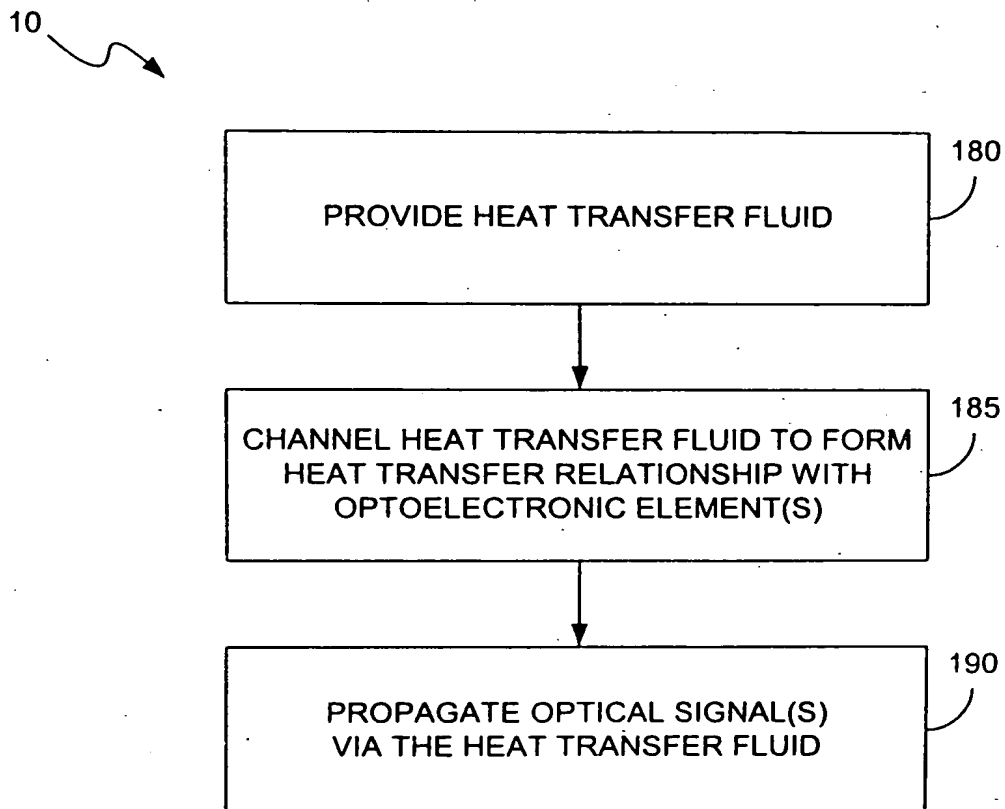 10
180
PROVIDE HEAT TRANSFER FLUID
185
CHANNEL HEAT TRANSFER FLUID TO FORM
HEAT TRANSFER RELATIONSHIP WITH
OPTOELECTRONIC ELEMENT(S)
190
PROPAGATE OPTICAL SIGNAL(S)
VIA THE HEAT TRANSFER FLUID